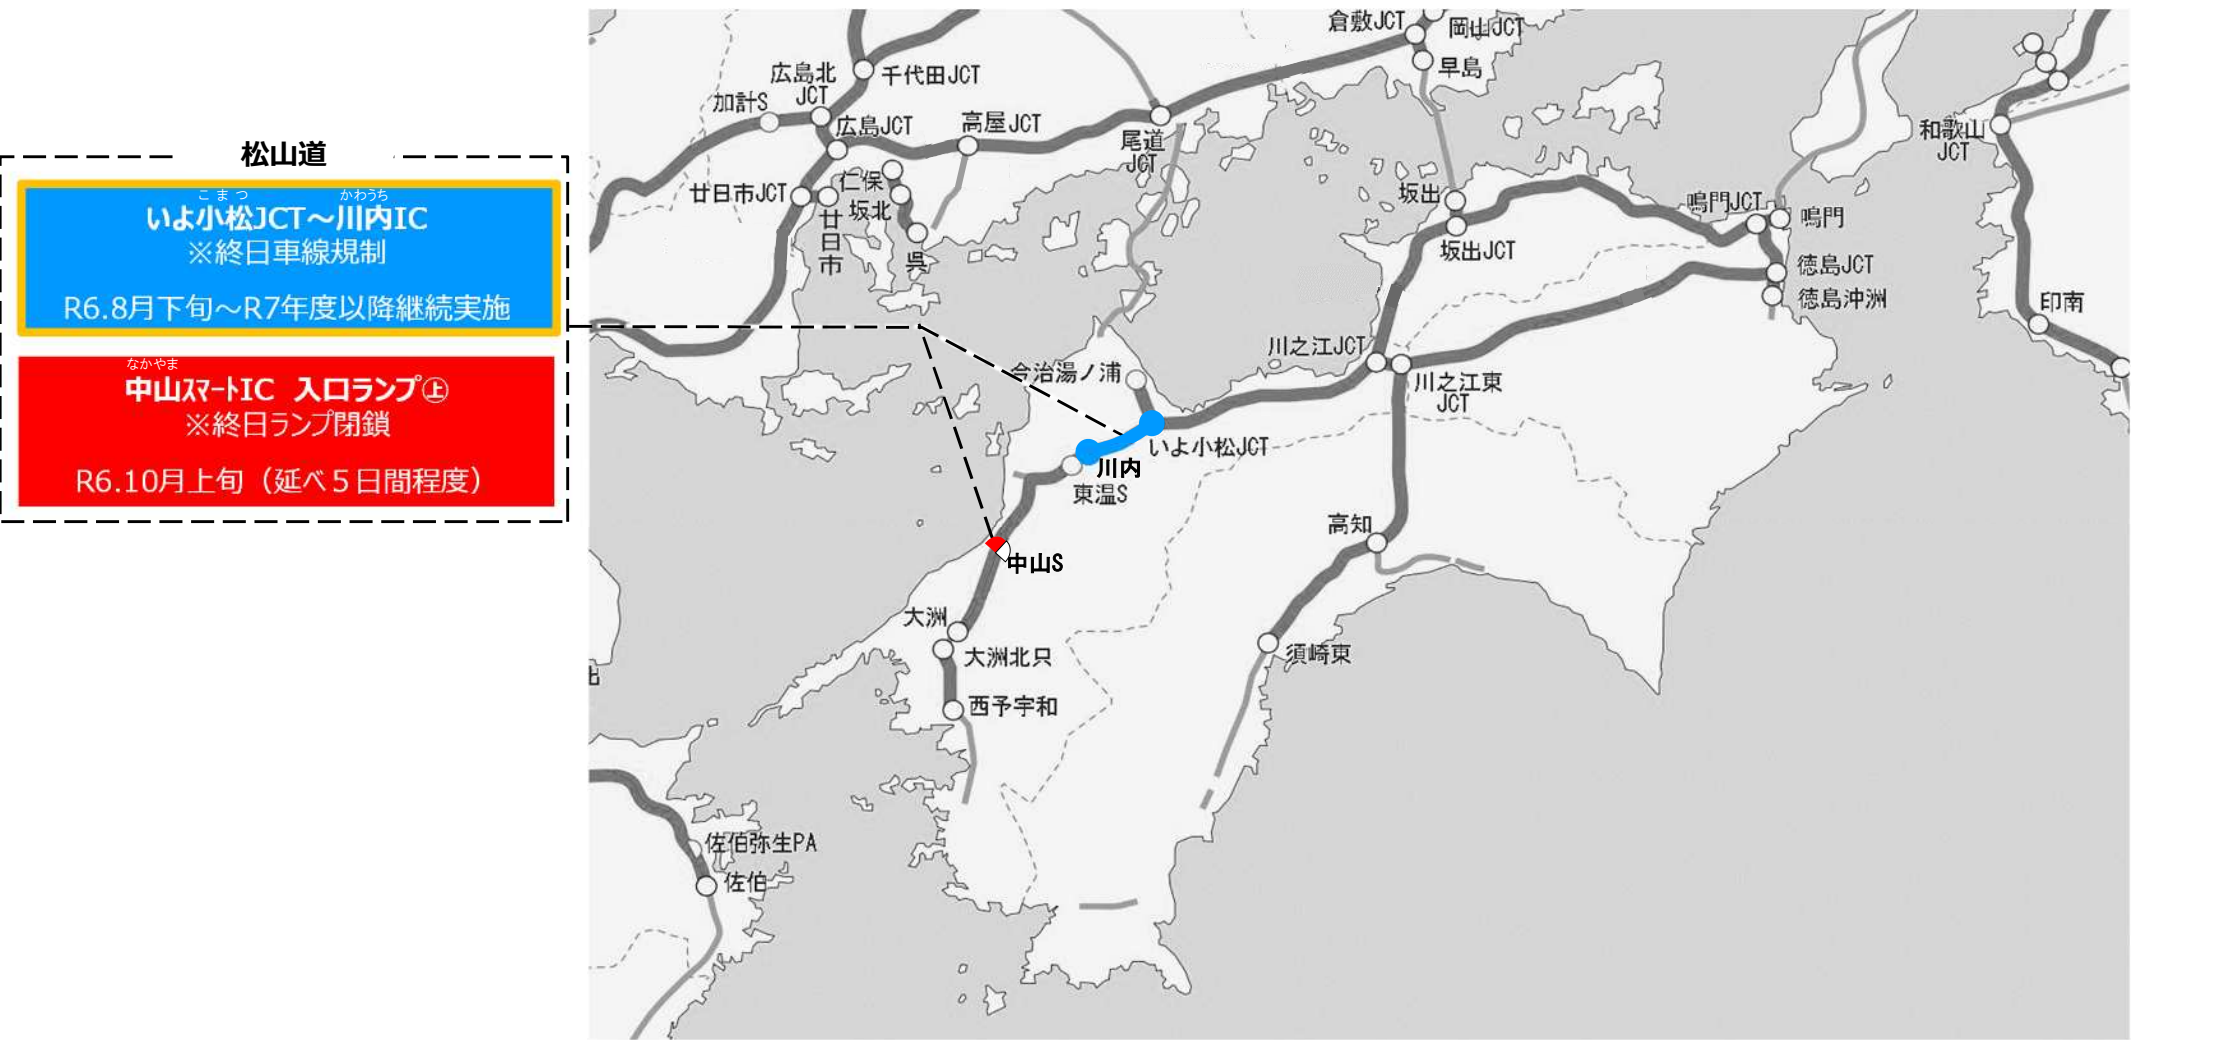 松山道
こまつ かわうち
いよ小松JCT～川内IC
※終日車線規制
R6.8月下旬～R7年度以降継続実施
なかやま
中山スマートIC 入口ランプ㊤
※終日ランプ閉鎖
R6.10月上旬（延べ５日間程度）
倉敷JCT
岡山JCT
早島
広島北
JCT
千代田JCT
加計S
広島JCT
高屋JCT
尾道
JCT
和歌山
JCT
廿日市JCT
廿日市
仁保
坂北
呉
坂出
坂出JCT
鳴門JCT
鳴門
徳島JCT
徳島沖洲
印南
川之江JCT
川之江東
JCT
今治湯ノ浦
いよ小松JCT
川内
東温S
中山S
高知
大洲
大洲北只
須崎東
西予宇和
佐伯弥生PA
佐伯